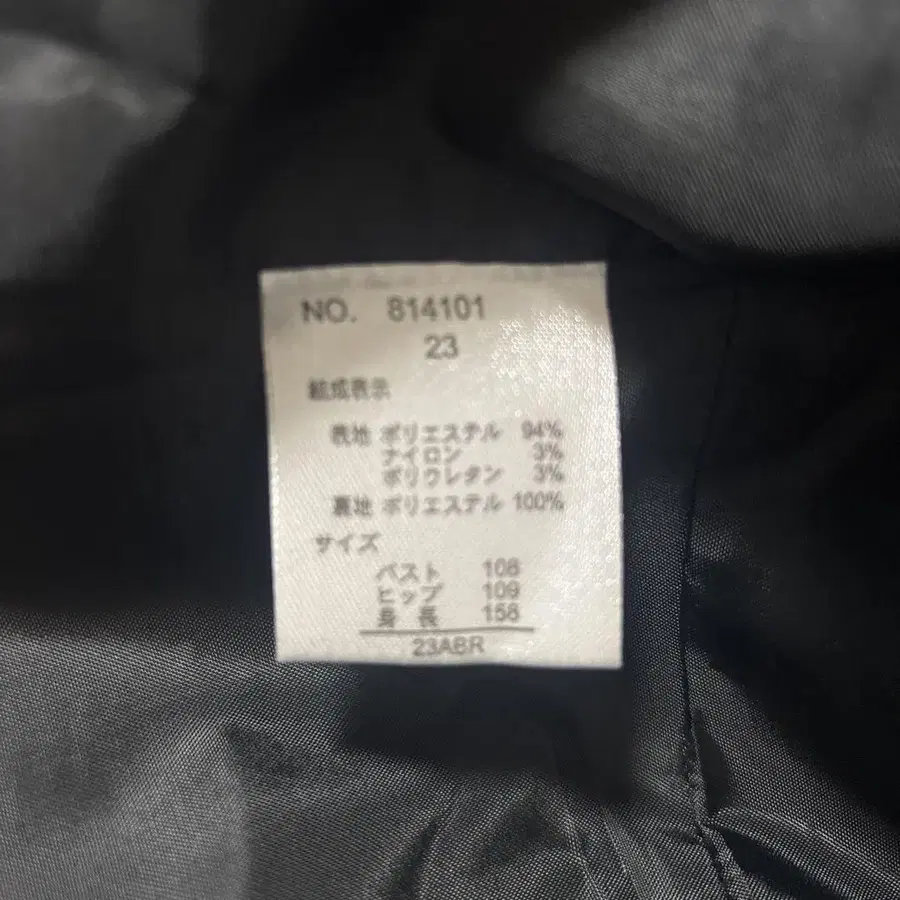 NO. 814101
23
組成表示
表地 ポリエステル 94%
ナイロン 3%
ポリウレタン 3%
裏地 ポリエステル 100%
サイズ
バスト 108
ヒップ 109
身長 158
23ABR